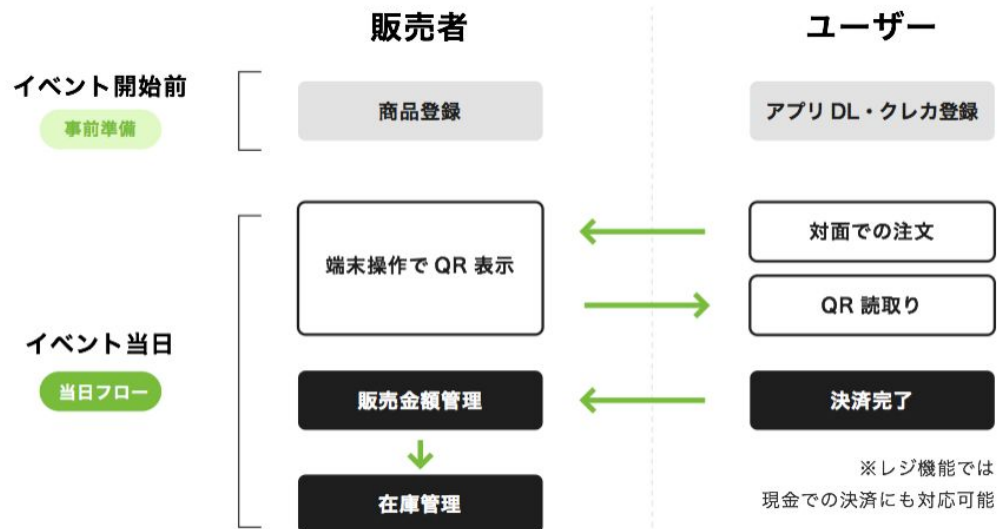 販売者
ユーザー
イベント開始前
事前準備
商品登録
アプリ DL・クレカ登録
端末操作で QR 表示
対面での注文
QR 読取り
イベント当日
当日フロー
販売金額管理
決済完了
在庫管理
※レジ機能では
現金での決済にも対応可能